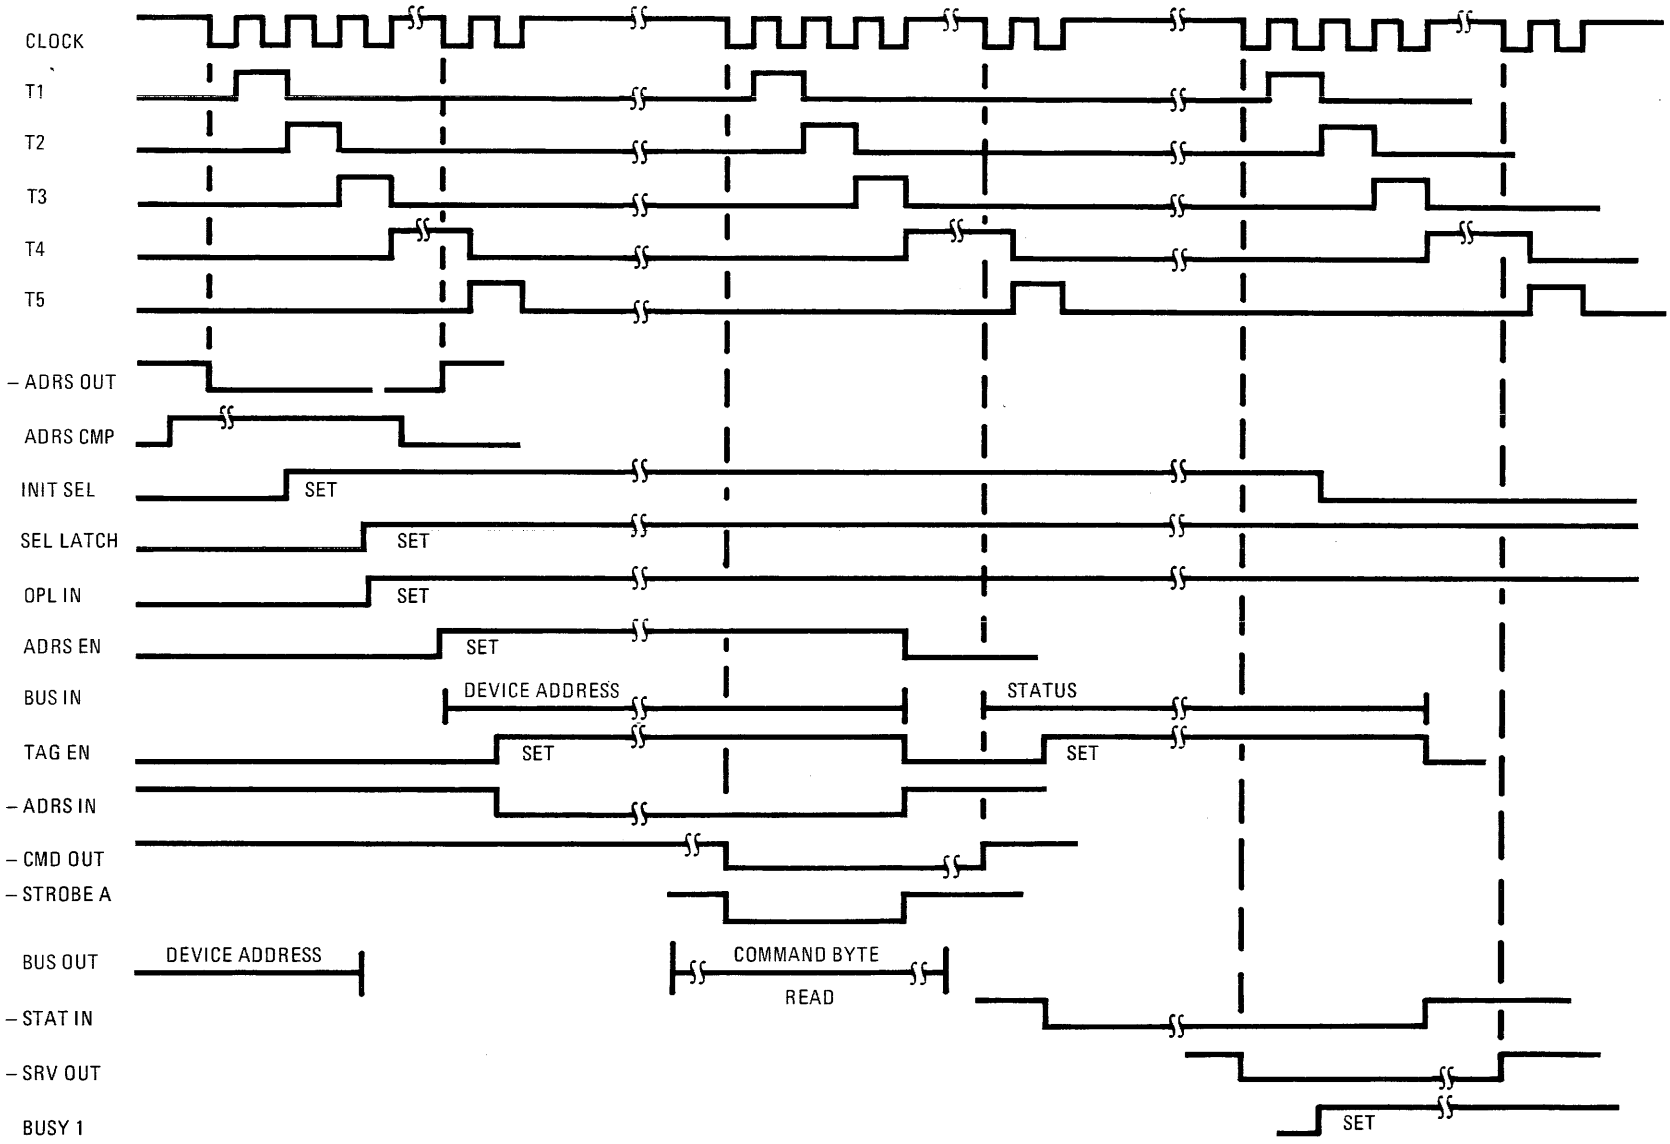 CLOCK
T1
T2
T3
T4
T5
– ADRS OUT
ADRS CMP
INIT SEL
SET
SEL LATCH
SET
OPL IN
SET
ADRS EN
SET
BUS IN
DEVICE ADDRESS
STATUS
TAG EN
SET
SET
– ADRS IN
– CMD OUT
– STROBE A
BUS OUT
DEVICE ADDRESS
COMMAND BYTE
READ
– STAT IN
– SRV OUT
BUSY 1
SET